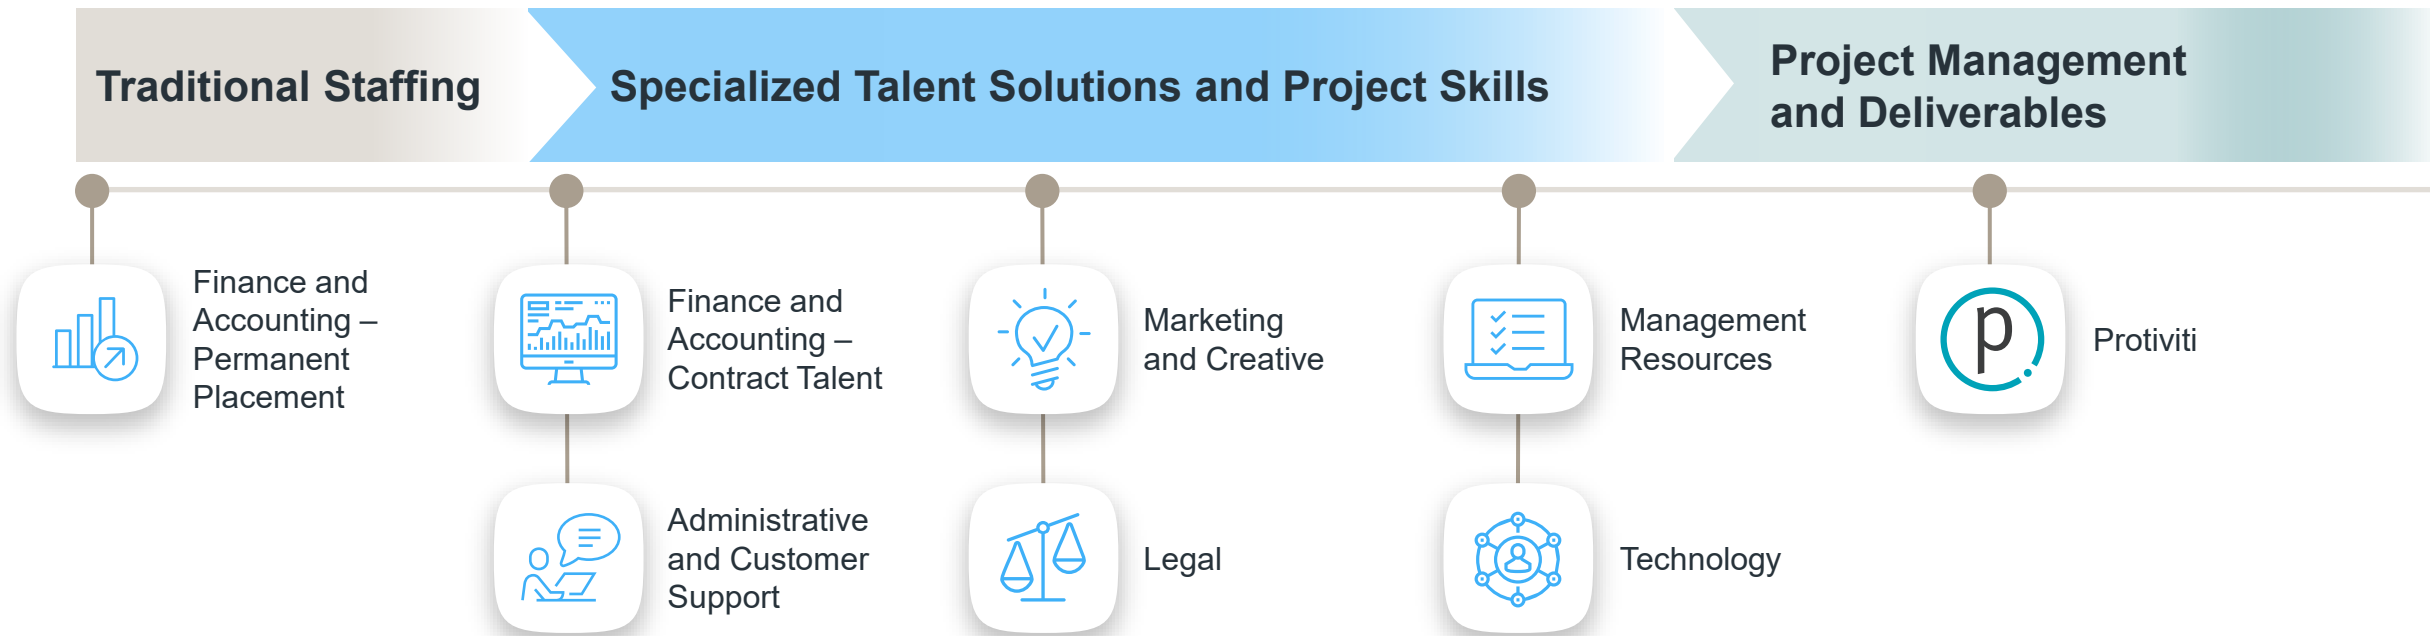 Traditional Staffing
Specialized Talent Solutions and Project Skills
Project Management
and Deliverables
Finance and
Accounting –
Permanent
Placement
Finance and
Accounting –
Contract Talent
Marketing
and Creative
Management
Resources
p
Protiviti
Administrative
and Customer
Support
Legal
Technology